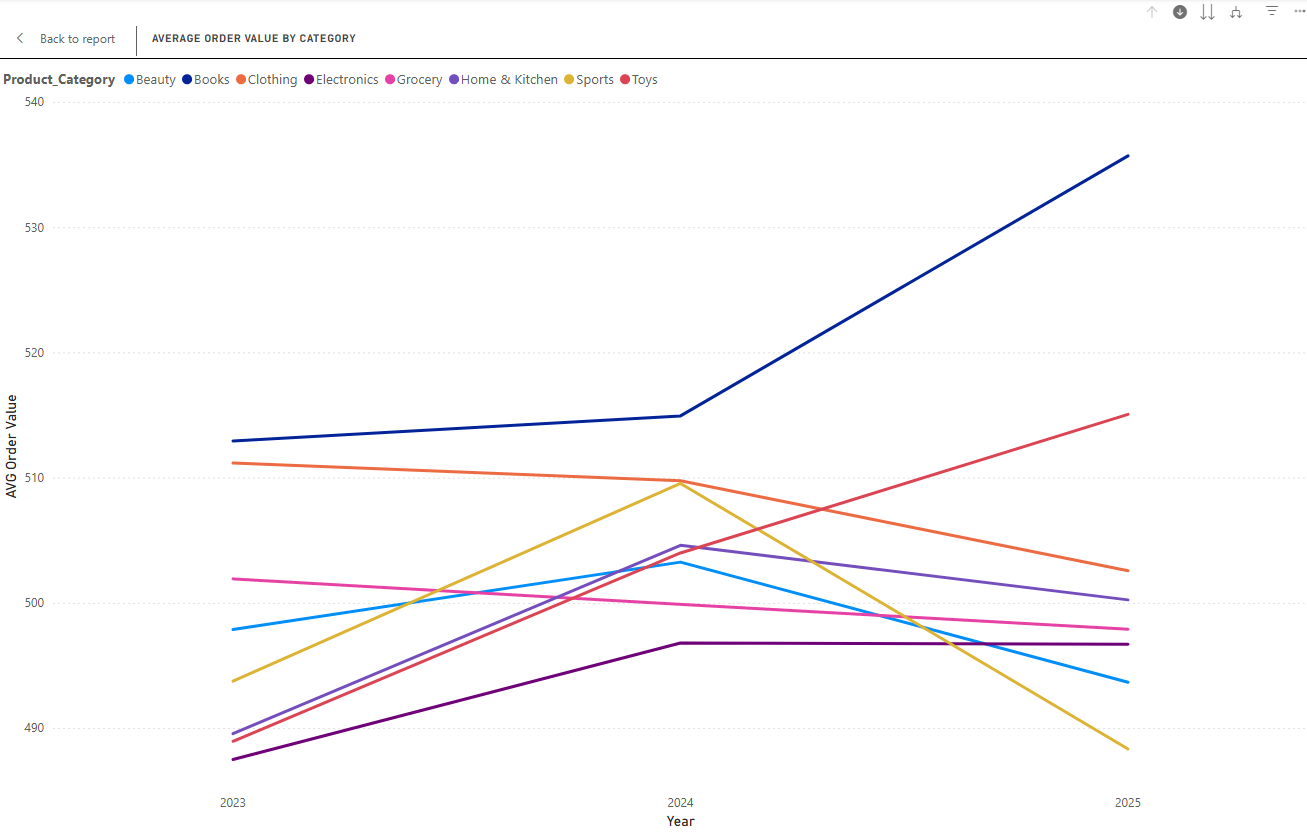 Back to report
AVERAGE ORDER VALUE BY CATEGORY
Product_Category Beauty Books Clothing Electronics Grocery Home & Kitchen Sports Toys
540
530
520
510
500
490
AVG Order Value
2023 2024 2025
Year